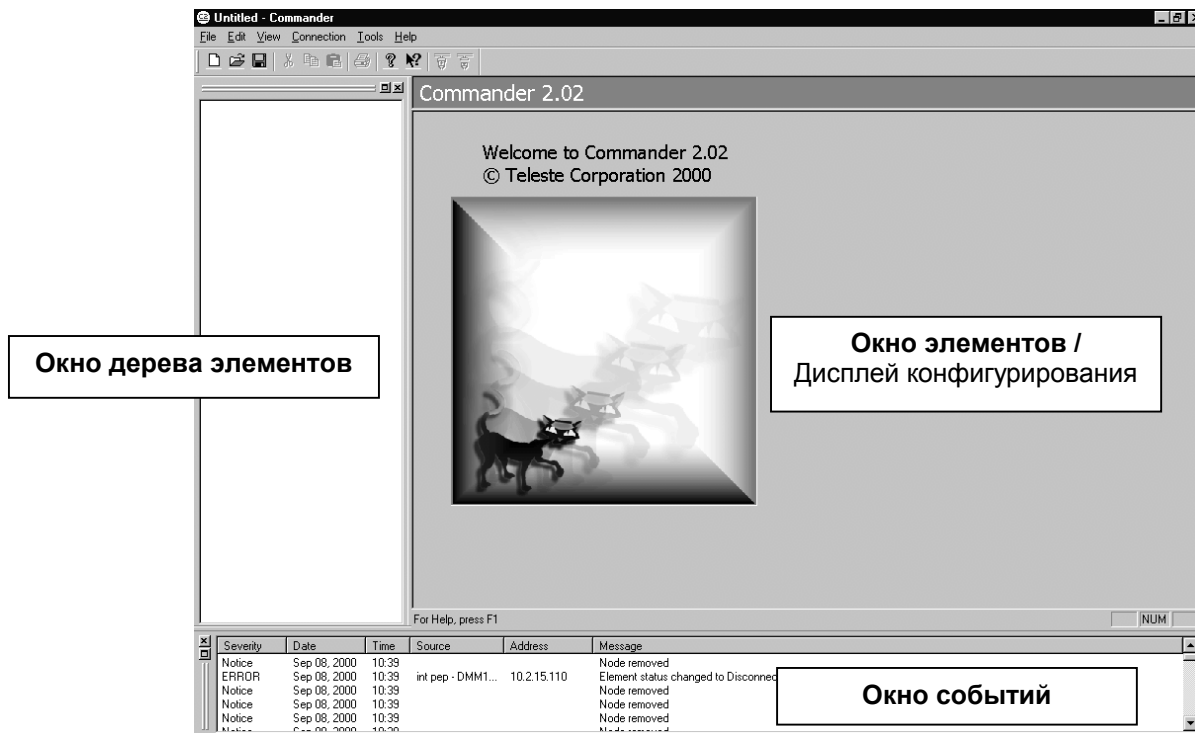 Untitled - Commander
File Edit View Connection Tools Help
Commander 2.02
Welcome to Commander 2.02
© Teleste Corporation 2000
Окно дерева элементов
Окно элементов /
Дисплей конфигурирования
For Help, press F1
NUM
Severity Date Time Source Address Message
Notice Sep 08, 2000 10:39 Node removed
ERROR Sep 08, 2000 10:39 int pep - DMM1... 10.2.15.110 Element status changed to Disconnec
Notice Sep 08, 2000 10:39 Node removed
Notice Sep 08, 2000 10:39 Node removed
Notice Sep 08, 2000 10:39 Node removed
Окно событий